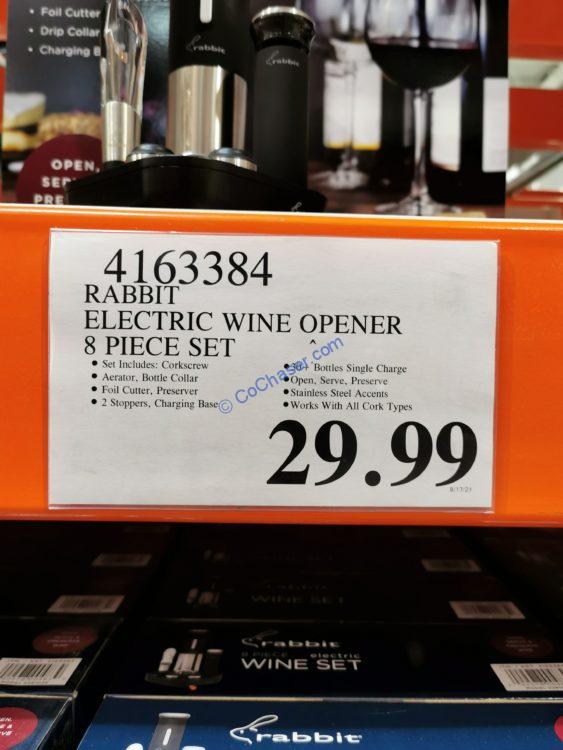 • Foil Cutter
• Drip Collar
• Charging
rabbit
rabbit
OPEN,
4163384
RABBIT
ELECTRIC WINE OPENER
8 PIECE SET ^
• Set Includes: Corkscrew
• Aerator, Bottle Collar
• Foil Cutter, Preserver
• 2 Stoppers, Charging Base
Bottles Single Charge
• Open, Serve, Preserve
• Stainless Steel Accents
• Works With All Cork Types
© CoChaser.com
29.99
8/17/21
WINE SET
rabbit
8 PIECE electric
WINE SET
rabbit